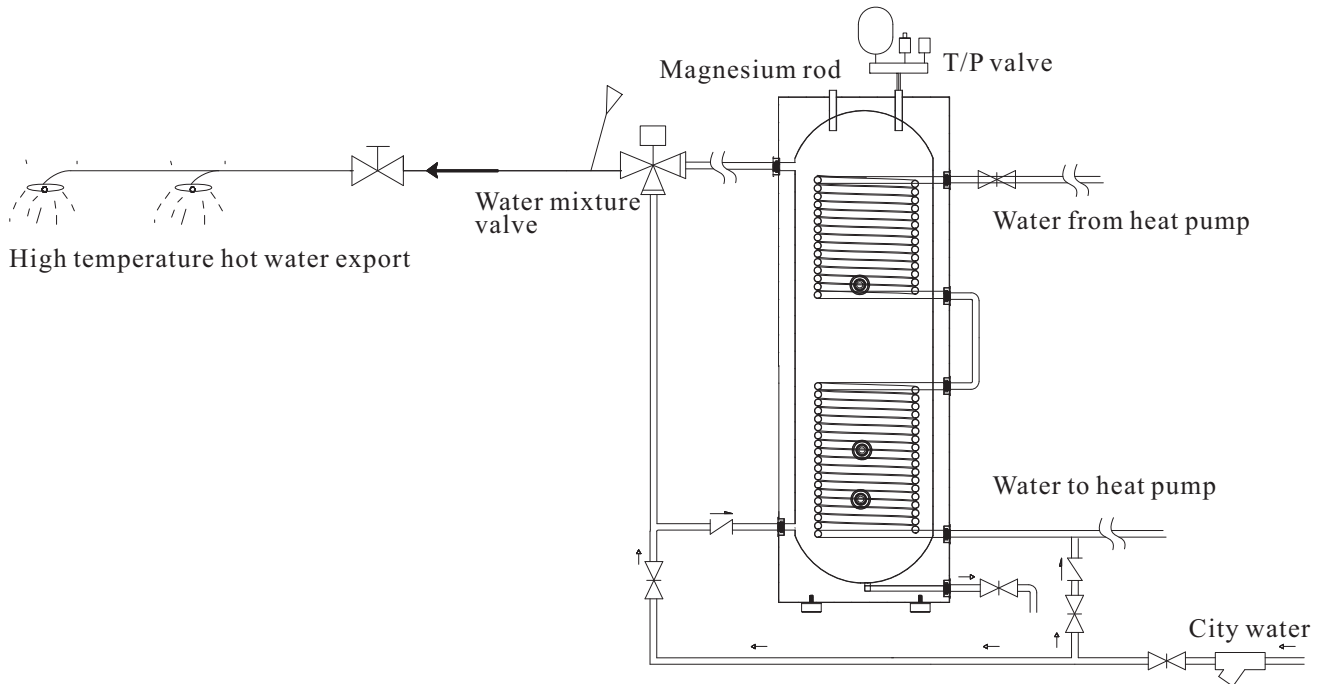 T/P valve
Magnesium rod
Water mixture
valve
Water from heat pump
High temperature hot water export
Water to heat pump
City water